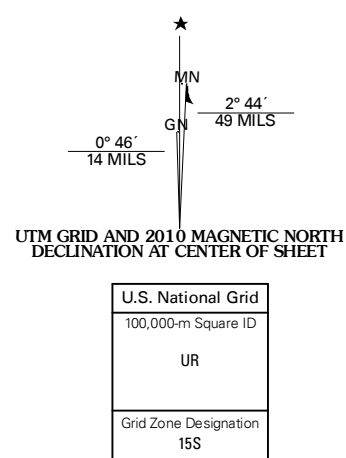 MN
GN
2° 44´
49 MILS
0° 46´
14 MILS
UTM GRID AND 2010 MAGNETIC NORTH
DECLINATION AT CENTER OF SHEET
U.S. National Grid
100,000-m Square ID
UR
Grid Zone Designation
15S